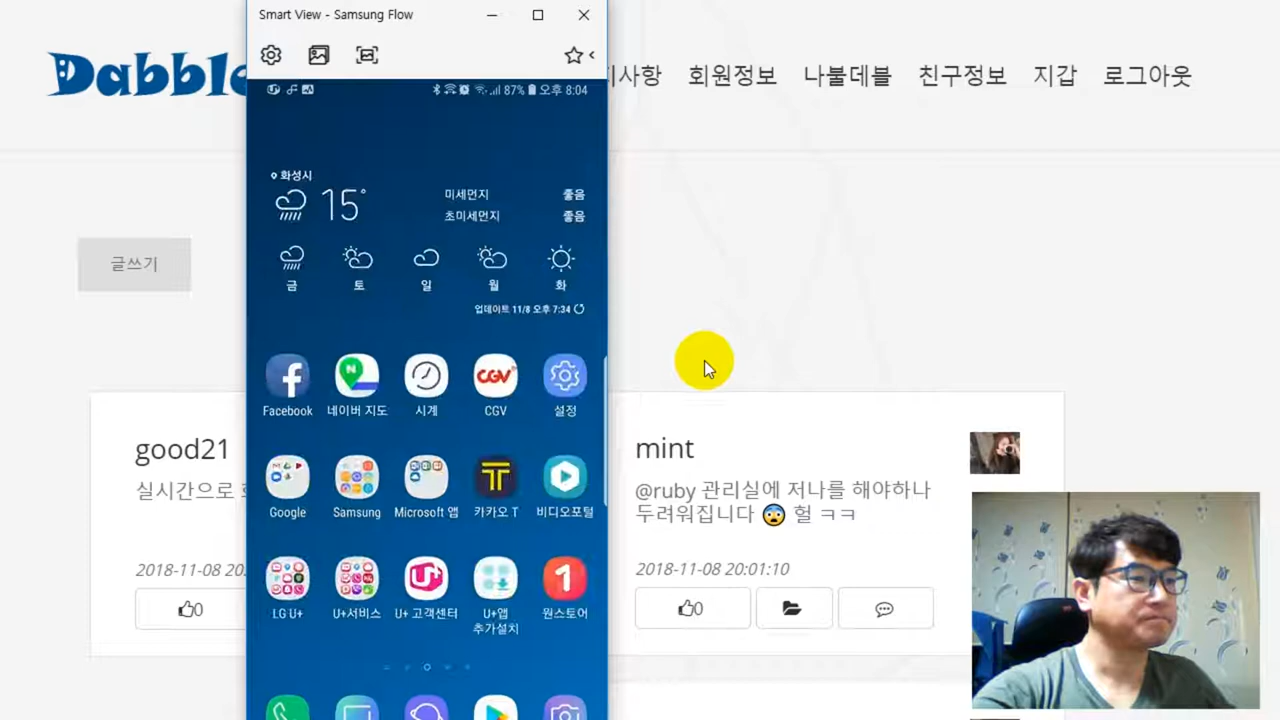 Smart View - Samsung Flow
Dabble
사항 회원정보 나불데블 친구정보 지갑 로그아웃
87% 오후 8:04
화성시
15°
미세먼지 좋음
초미세먼지 좋음
금 토 일 월 화
업데이트 11/8 오후 7:34
글쓰기
CGV
Facebook 네이버 지도 시계 CGV 설정
Google Samsung Microsoft 앱 카카오 T 비디오포털
U+ 1
LG U+ U+서비스 U+ 고객센터 U+앱 추가설치 원스토어
good21
실시간으로
2018-11-08 20:
0
mint
@ruby 관리실에 저나를 해야하나
두려워집니다 😨 헐 ㅋㅋ
2018-11-08 20:01:10
0